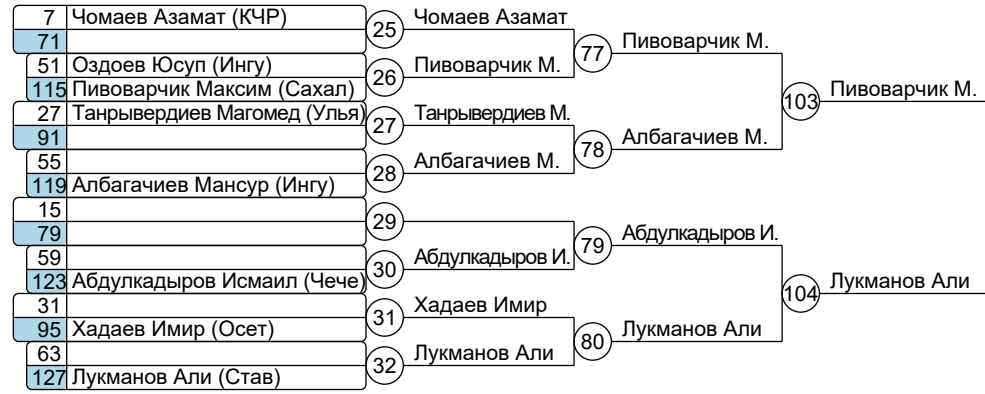 7 Чомаев Азамат (КЧР)
71
51 Оздоев Юсуп (Ингу)
115 Пивоварчик Максим (Сахал)
27 Танрывердиев Магомед (Улья)
91
55
119 Албагачиев Мансур (Ингу)
15
79
59
123 Абдулкадыров Исмаил (Чече)
31
95 Хадаев Имир (Осет)
63
127 Лукманов Али (Став)
25 Чомаев Азамат
26 Пивоварчик М.
27 Танрывердиев М.
28 Албагачиев М.
29
30 Абдулкадыров И.
31 Хадаев Имир
32 Лукманов Али
77 Пивоварчик М.
78 Албагачиев М.
79 Абдулкадыров И.
80 Лукманов Али
103 Пивоварчик М.
104 Лукманов Али